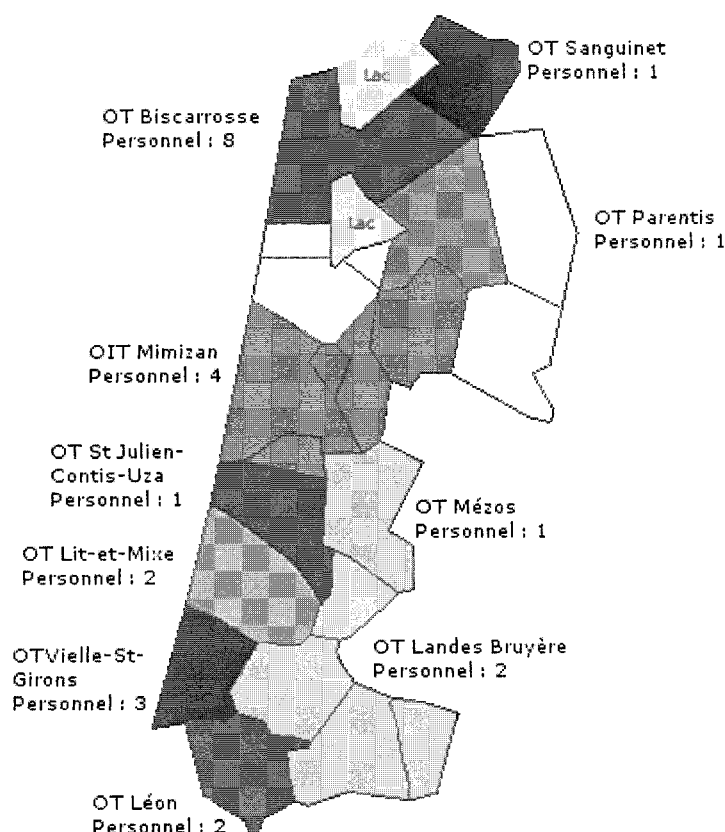 OT Sanguinet
Personnel : 1
Lac
OT Biscarrosse
Personnel : 8
Lac
OT Parentis
Personnel : 1
OIT Mimizan
Personnel : 4
OT St Julien-
Contis-Uza
Personnel : 1
OT Mézos
Personnel : 1
OT Lit-et-Mixe
Personnel : 2
OT Landes Bruyère
Personnel : 2
OTVielle-St-
Girons
Personnel : 3
OT Léon
Personnel : 2